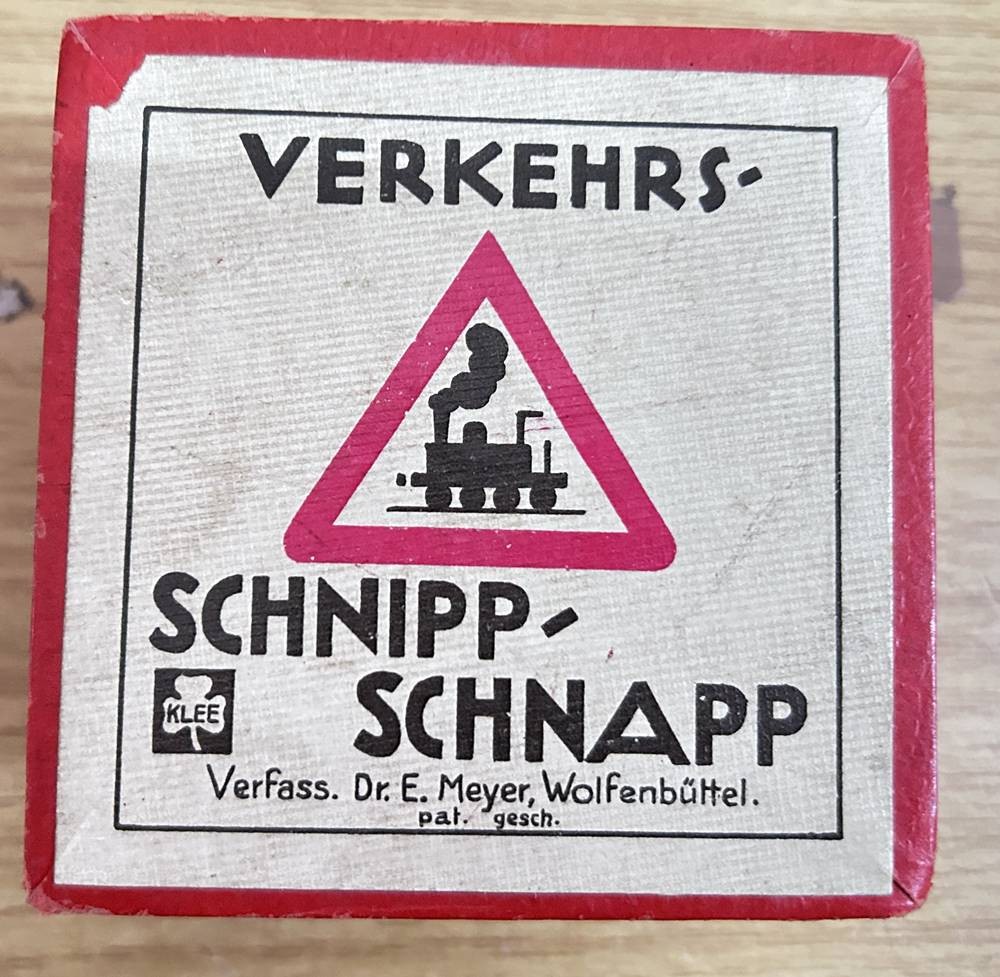 VERKEHRS-
SCHNIPP-
KLEE
SCHNAPP
Verfass. Dr. E. Meyer, Wolfenbüttel.
pat. gesch.